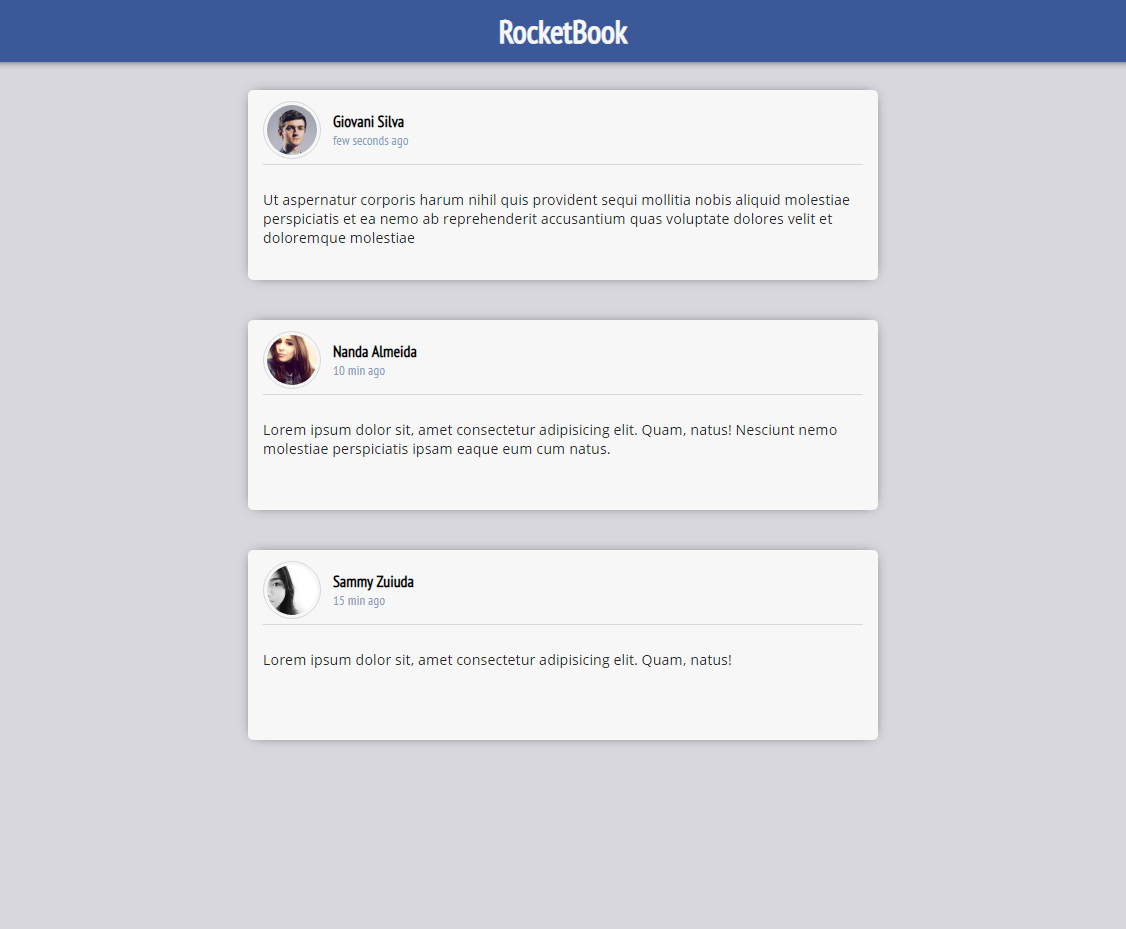 RocketBook
Giovani Silva
few seconds ago
Ut aspernatur corporis harum nihil quis provident sequi mollitia nobis aliquid molestiae
perspiciatis et ea nemo ab reprehenderit accusantium quas voluptate dolores velit et
doloremque molestiae
Nanda Almeida
10 min ago
Lorem ipsum dolor sit, amet consectetur adipisicing elit. Quam, natus! Nesciunt nemo
molestiae perspiciatis ipsam eaque eum cum natus.
Sammy Zuiuda
15 min ago
Lorem ipsum dolor sit, amet consectetur adipisicing elit. Quam, natus!